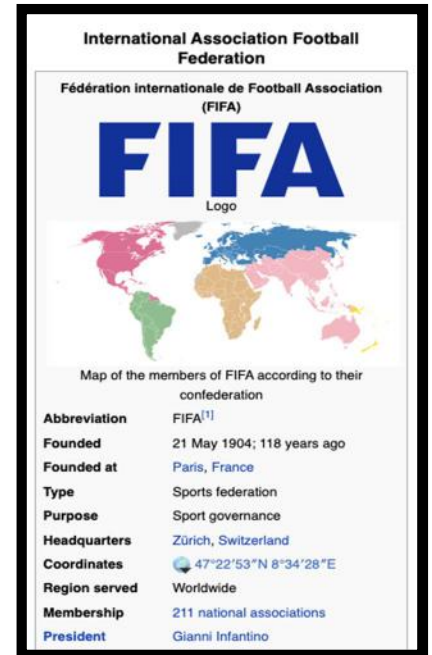 International Association Football
Federation
Fédération internationale de Football Association
(FIFA)
FIFA
Logo
Map of the members of FIFA according to their
confederation
Abbreviation FIFA[1]
Founded 21 May 1904; 118 years ago
Founded at Paris, France
Type Sports federation
Purpose Sport governance
Headquarters Zürich, Switzerland
Coordinates 47°22′53″N 8°34′28″E
Region served Worldwide
Membership 211 national associations
President Gianni Infantino